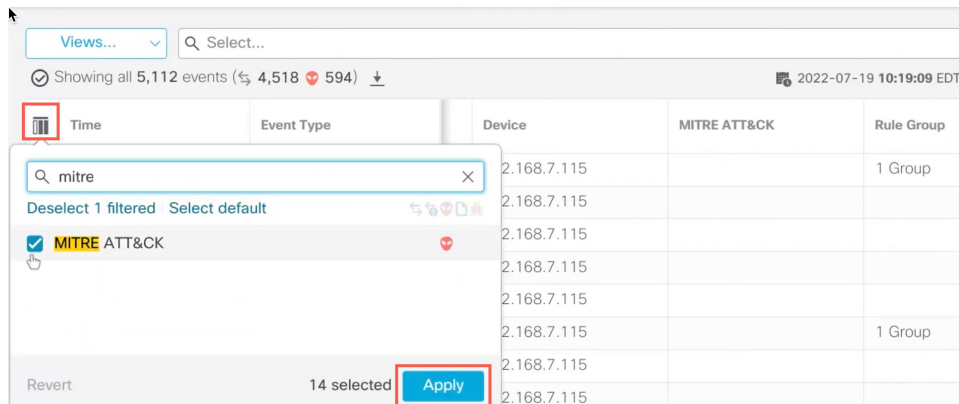 Views...
Select...
Showing all 5,112 events (4,518 594)
2022-07-19 10:19:09 EDT
Time Event Type Device MITRE ATT&CK Rule Group
mitre
2.168.7.115 1 Group
Deselect 1 filtered Select default
2.168.7.115
MITRE ATT&CK
2.168.7.115
2.168.7.115
2.168.7.115
2.168.7.115 1 Group
2.168.7.115
Revert 14 selected Apply
2.168.7.115